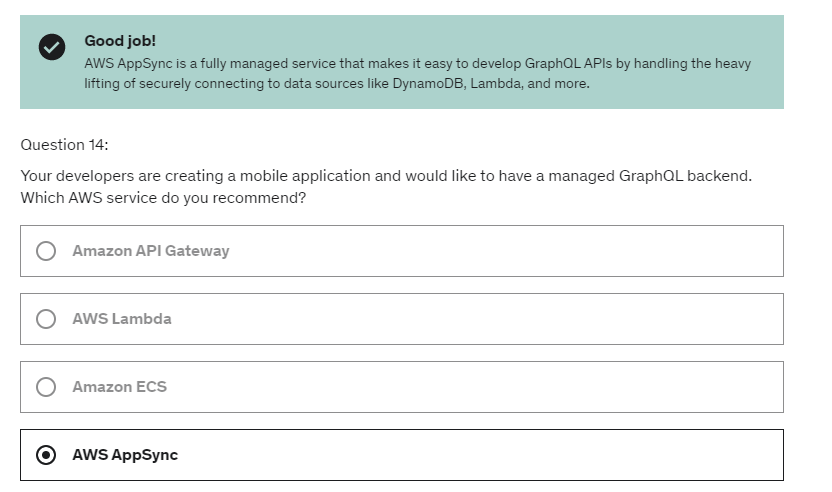 Good job!
AWS AppSync is a fully managed service that makes it easy to develop GraphQL APIs by handling the heavy
lifting of securely connecting to data sources like DynamoDB, Lambda, and more.
Question 14:
Your developers are creating a mobile application and would like to have a managed GraphQL backend.
Which AWS service do you recommend?
Amazon API Gateway
AWS Lambda
Amazon ECS
AWS AppSync